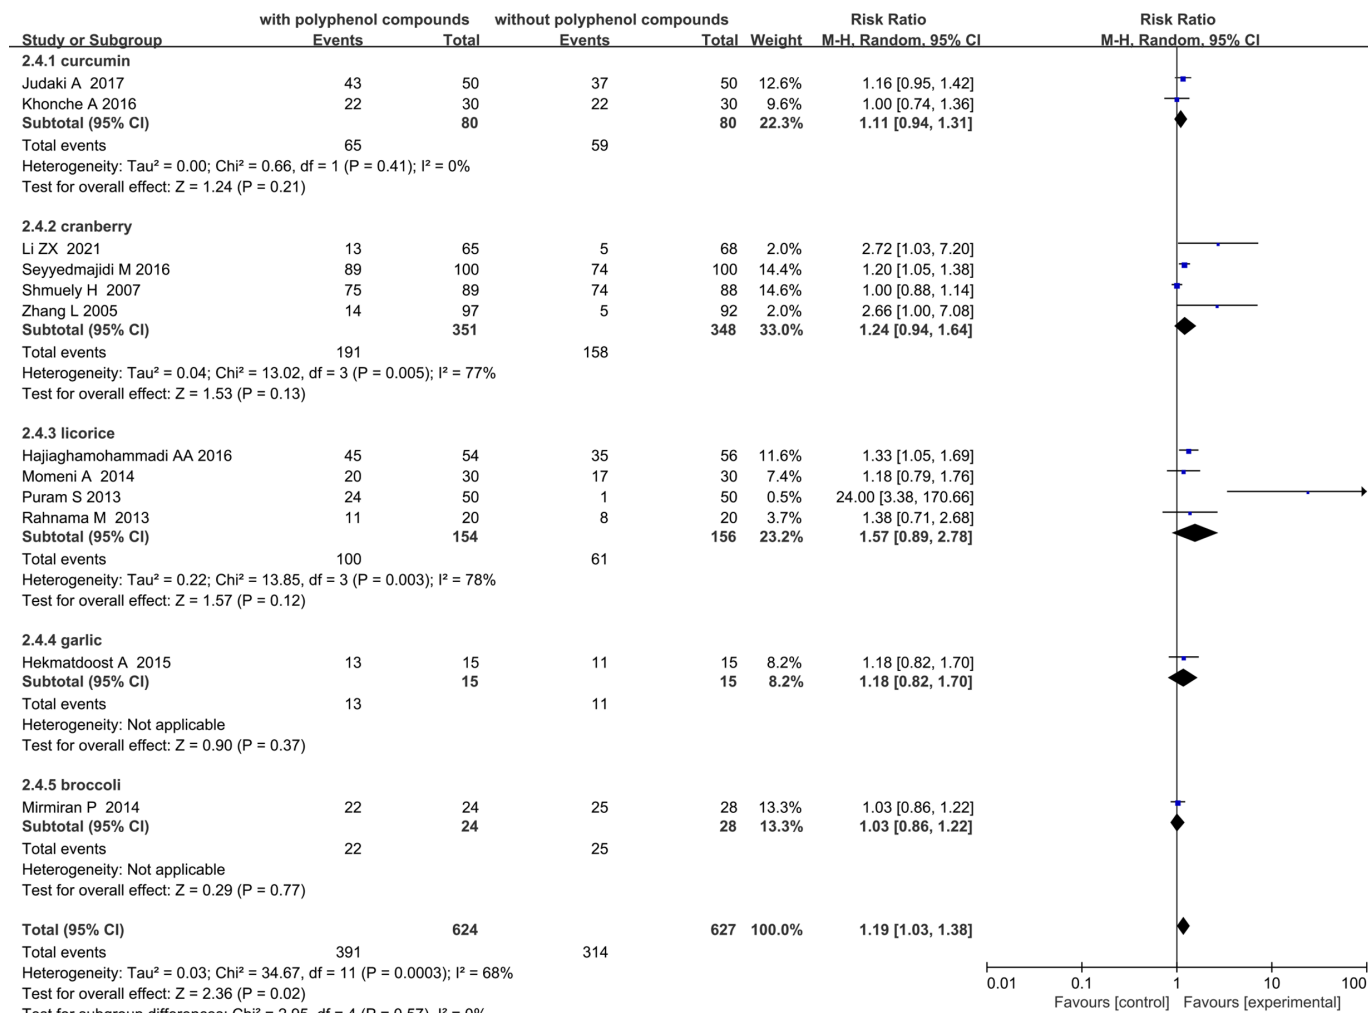 with polyphenol compounds without polyphenol compounds Risk Ratio Risk Ratio
Study or Subgroup Events Total Events Total Weight M-H, Random, 95% CI M-H, Random, 95% CI
2.4.1 curcumin
Judaki A 2017 43 50 37 50 12.6% 1.16 [0.95, 1.42]
Khonche A 2016 22 30 22 30 9.6% 1.00 [0.74, 1.36]
Subtotal (95% CI) 80 80 22.3% 1.11 [0.94, 1.31]
Total events 65 59
Heterogeneity: Tau² = 0.00; Chi² = 0.66, df = 1 (P = 0.41); I² = 0%
Test for overall effect: Z = 1.24 (P = 0.21)
2.4.2 cranberry
Li ZX 2021 13 65 5 68 2.0% 2.72 [1.03, 7.20]
Seyyedmajidi M 2016 89 100 74 100 14.4% 1.20 [1.05, 1.38]
Shmuely H 2007 75 89 74 88 14.6% 1.00 [0.88, 1.14]
Zhang L 2005 14 97 5 92 2.0% 2.66 [1.00, 7.08]
Subtotal (95% CI) 351 348 33.0% 1.24 [0.94, 1.64]
Total events 191 158
Heterogeneity: Tau² = 0.04; Chi² = 13.02, df = 3 (P = 0.005); I² = 77%
Test for overall effect: Z = 1.53 (P = 0.13)
2.4.3 licorice
Hajiaghamohammadi AA 2016 45 54 35 56 11.6% 1.33 [1.05, 1.69]
Momeni A 2014 20 30 17 30 7.4% 1.18 [0.79, 1.76]
Puram S 2013 24 50 1 50 0.5% 24.00 [3.38, 170.66]
Rahnama M 2013 11 20 8 20 3.7% 1.38 [0.71, 2.68]
Subtotal (95% CI) 154 156 23.2% 1.57 [0.89, 2.78]
Total events 100 61
Heterogeneity: Tau² = 0.22; Chi² = 13.85, df = 3 (P = 0.003); I² = 78%
Test for overall effect: Z = 1.57 (P = 0.12)
2.4.4 garlic
Hekmatdoost A 2015 13 15 11 15 8.2% 1.18 [0.82, 1.70]
Subtotal (95% CI) 15 15 8.2% 1.18 [0.82, 1.70]
Total events 13 11
Heterogeneity: Not applicable
Test for overall effect: Z = 0.90 (P = 0.37)
2.4.5 broccoli
Mirmiran P 2014 22 24 25 28 13.3% 1.03 [0.86, 1.22]
Subtotal (95% CI) 24 28 13.3% 1.03 [0.86, 1.22]
Total events 22 25
Heterogeneity: Not applicable
Test for overall effect: Z = 0.29 (P = 0.77)
Total (95% CI) 624 627 100.0% 1.19 [1.03, 1.38]
Total events 391 314
Heterogeneity: Tau² = 0.03; Chi² = 34.67, df = 11 (P = 0.0003); I² = 68%
Test for overall effect: Z = 2.36 (P = 0.02)
Test for subgroup differences: Chi² = 2.95, df = 4 (P = 0.57), I² = 0%
0.01 0.1 1 10 100
Favours [control] Favours [experimental]